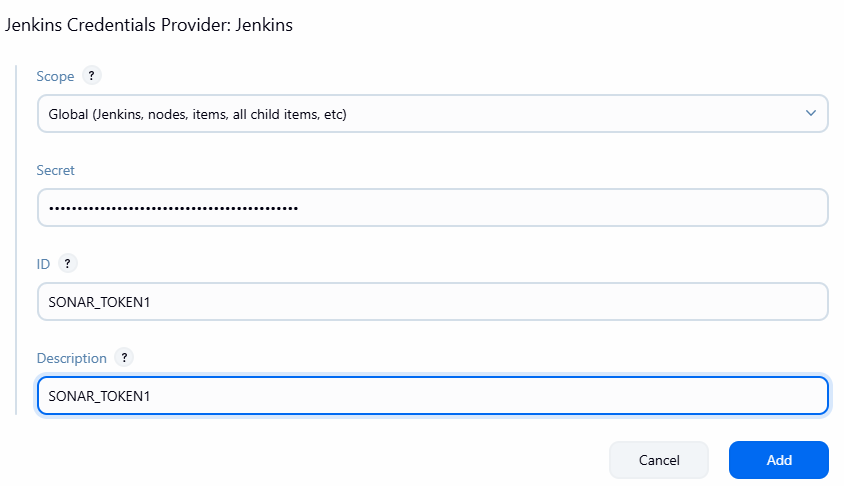 Jenkins Credentials Provider: Jenkins
Scope ?
Global (Jenkins, nodes, items, all child items, etc)
Secret
••••••••••••••••••••••••••••••••••••••••••••
ID ?
SONAR_TOKEN1
Description ?
SONAR_TOKEN1
Cancel Add